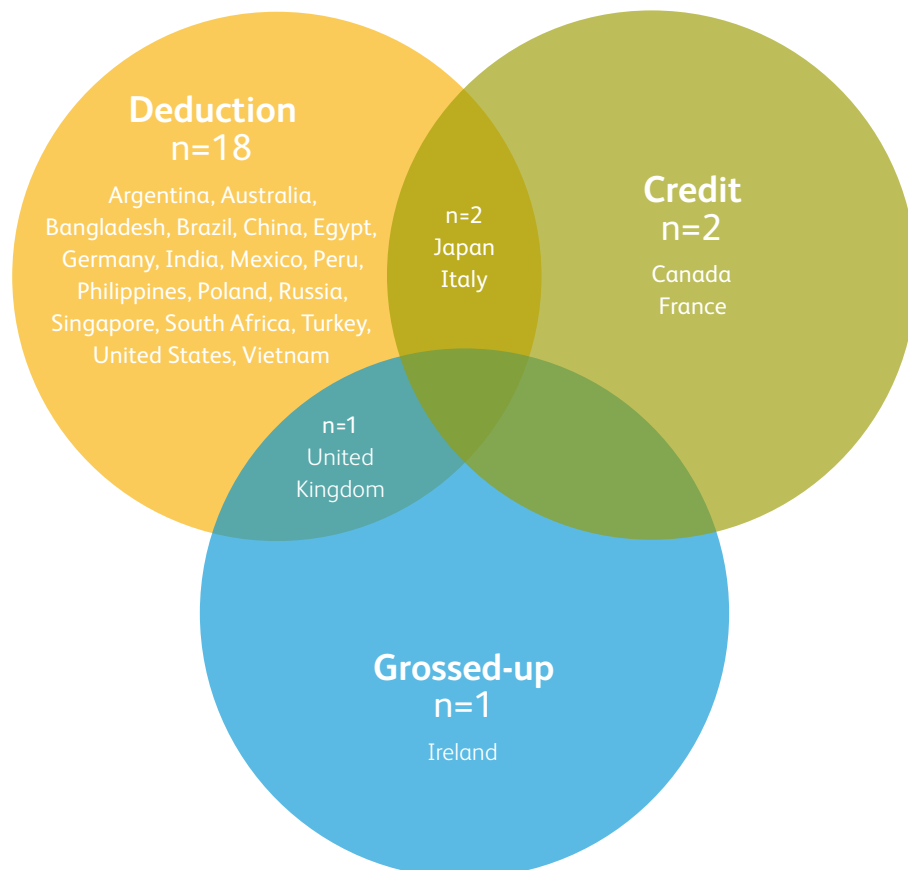 Deduction
n=18
Argentina, Australia,
Bangladesh, Brazil, China, Egypt,
Germany, India, Mexico, Peru,
Philippines, Poland, Russia,
Singapore, South Africa, Turkey,
United States, Vietnam
n=2
Japan
Italy
Credit
n=2
Canada
France
n=1
United
Kingdom
Grossed-up
n=1
Ireland